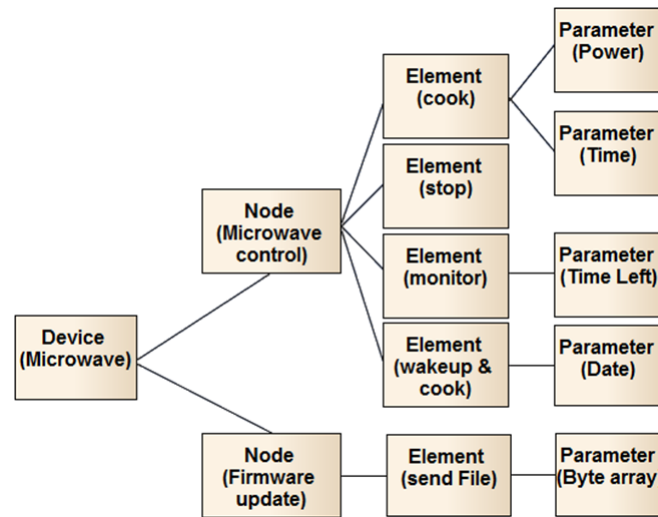 Parameter
(Power)
Element
(cook)
Parameter
(Time)
Element
(stop)
Node
(Microwave
control)
Element
(monitor)
Parameter
(Time Left)
Device
(Microwave)
Element
(wakeup &
cook)
Parameter
(Date)
Node
(Firmware
update)
Element
(send File)
Parameter
(Byte array